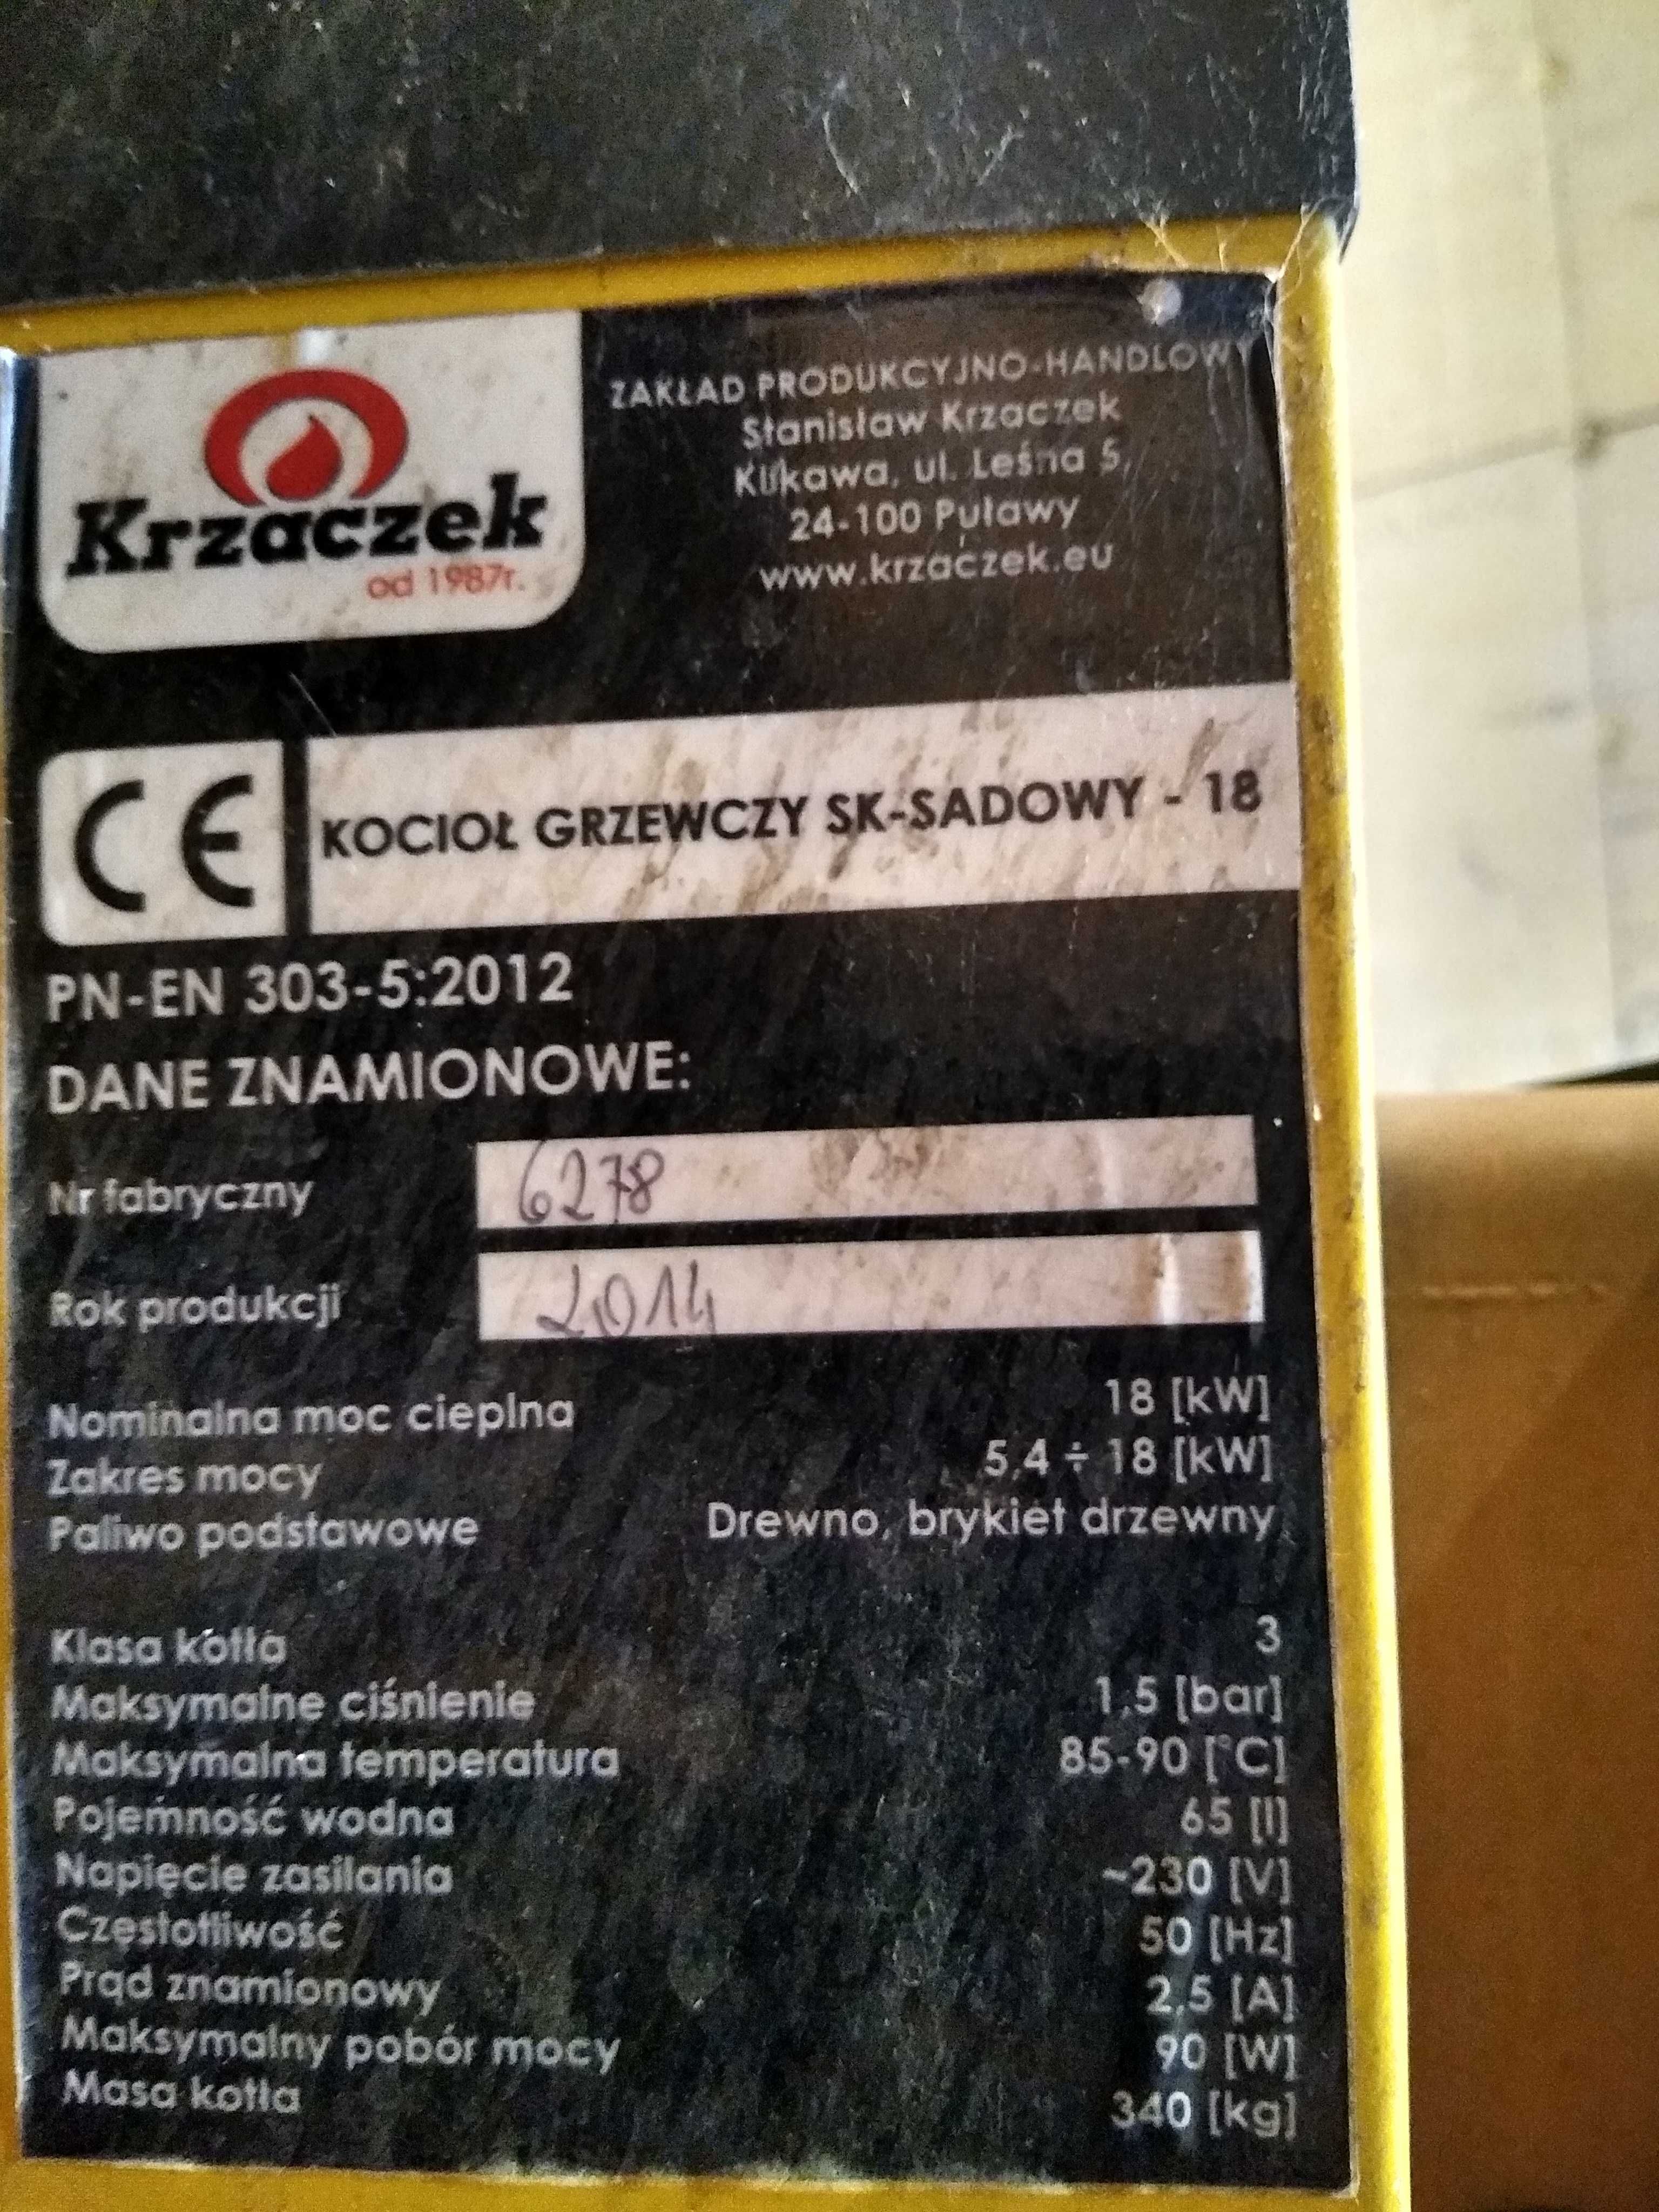 Krzaczek
od 1987r.
ZAKŁAD PRODUKCYJNO-HANDLOWY
Stanisław Krzaczek
Klikawa, ul. Leśna 5,
24-100 Puławy
www.krzaczek.eu
CE
KOCIOŁ GRZEWCZY SK-SADOWY - 18
PN-EN 303-5:2012
DANE ZNAMIONOWE:
Nr fabryczny 6278
Rok produkcji 2014
Nominalna moc cieplna 18 [kW]
Zakres mocy 5,4 ÷ 18 [kW]
Paliwo podstawowe Drewno, brykiet drzewny
Klasa kotła 3
Maksymalne ciśnienie 1,5 [bar]
Maksymalna temperatura 85-90 [°C]
Pojemność wodna 65 [l]
Napięcie zasilania ~230 [V]
Częstotliwość 50 [Hz]
Prąd znamionowy 2,5 [A]
Maksymalny pobór mocy 90 [W]
Masa kotła 340 [kg]